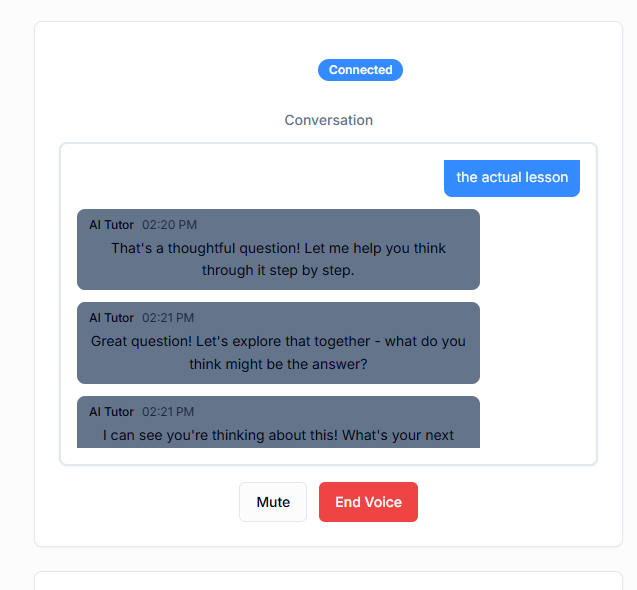 Connected
Conversation
the actual lesson
AI Tutor 02:20 PM
That's a thoughtful question! Let me help you think
through it step by step.
AI Tutor 02:21 PM
Great question! Let's explore that together - what do you
think might be the answer?
AI Tutor 02:21 PM
I can see you're thinking about this! What's your next
Mute
End Voice